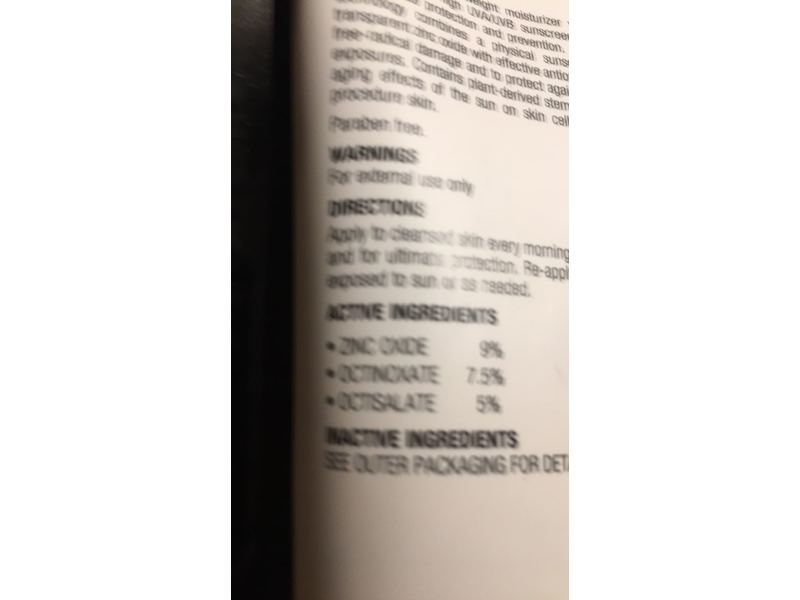 weight moisturizer
high UVA/UVB sunscreen
protection and prevention.
combines a physical
transparent zinc oxide with effective
free-radical damage and to protect
exposures. Contains plant-derived stem
aging effects of the sun on skin
procedure skin.
Paraben free.
WARNINGS
For external use only
DIRECTIONS
Apply to cleansed skin every morning
and for ultimate protection. Re-appl
exposed to sun or as needed.
ACTIVE INGREDIENTS
• ZINC OXIDE 9%
• OCTINOXATE 7.5%
• OCTISALATE 5%
INACTIVE INGREDIENTS
SEE OUTER PACKAGING FOR DETA